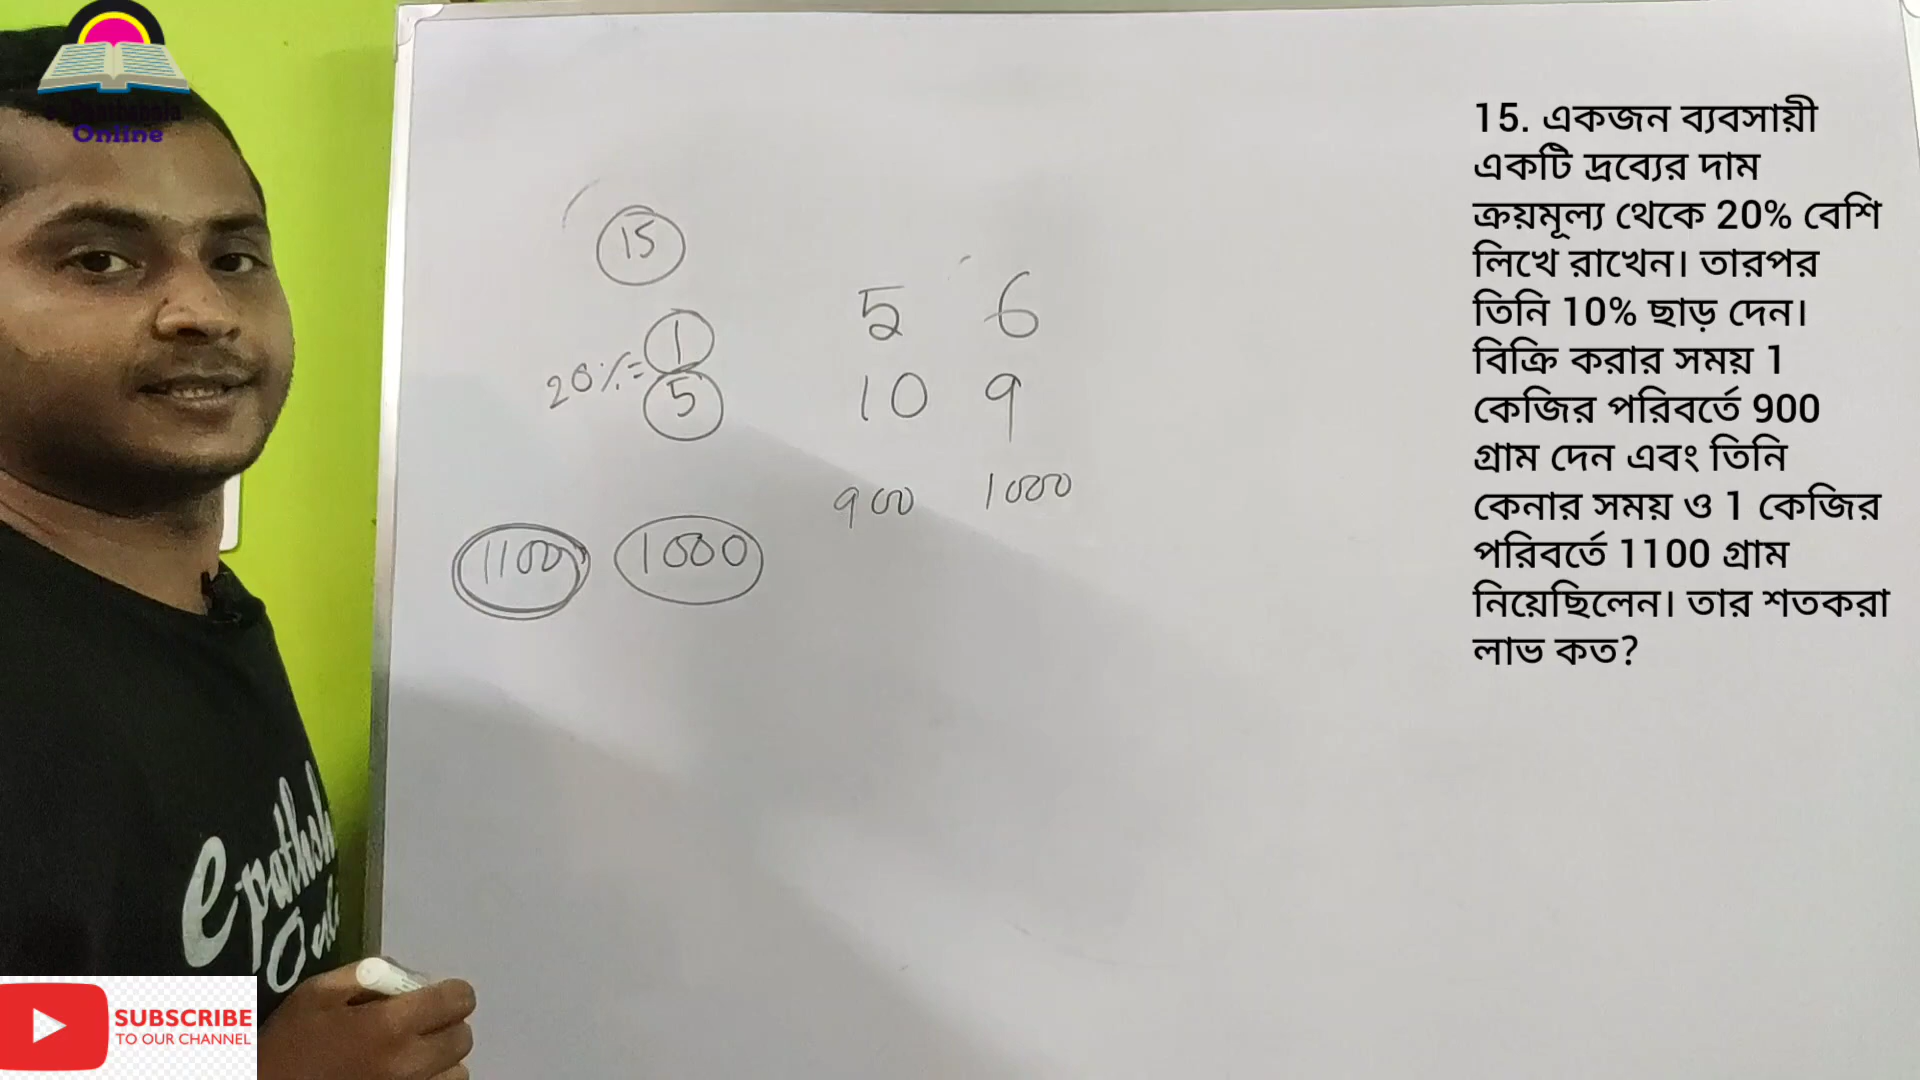 Online
15. একজন ব্যবসায়ী
একটি দ্রব্যের দাম
ক্রয়মূল্য থেকে 20% বেশি
লিখে রাখেন। তারপর
তিনি 10% ছাড় দেন।
বিক্রি করার সময় 1
কেজির পরিবর্তে 900
গ্রাম দেন এবং তিনি
কেনার সময় ও 1 কেজির
পরিবর্তে 1100 গ্রাম
নিয়েছিলেন। তার শতকরা
লাভ কত?
15
20% = 1
5
5 6
10 9
900 1000
1100 1000
SUBSCRIBE
TO OUR CHANNEL